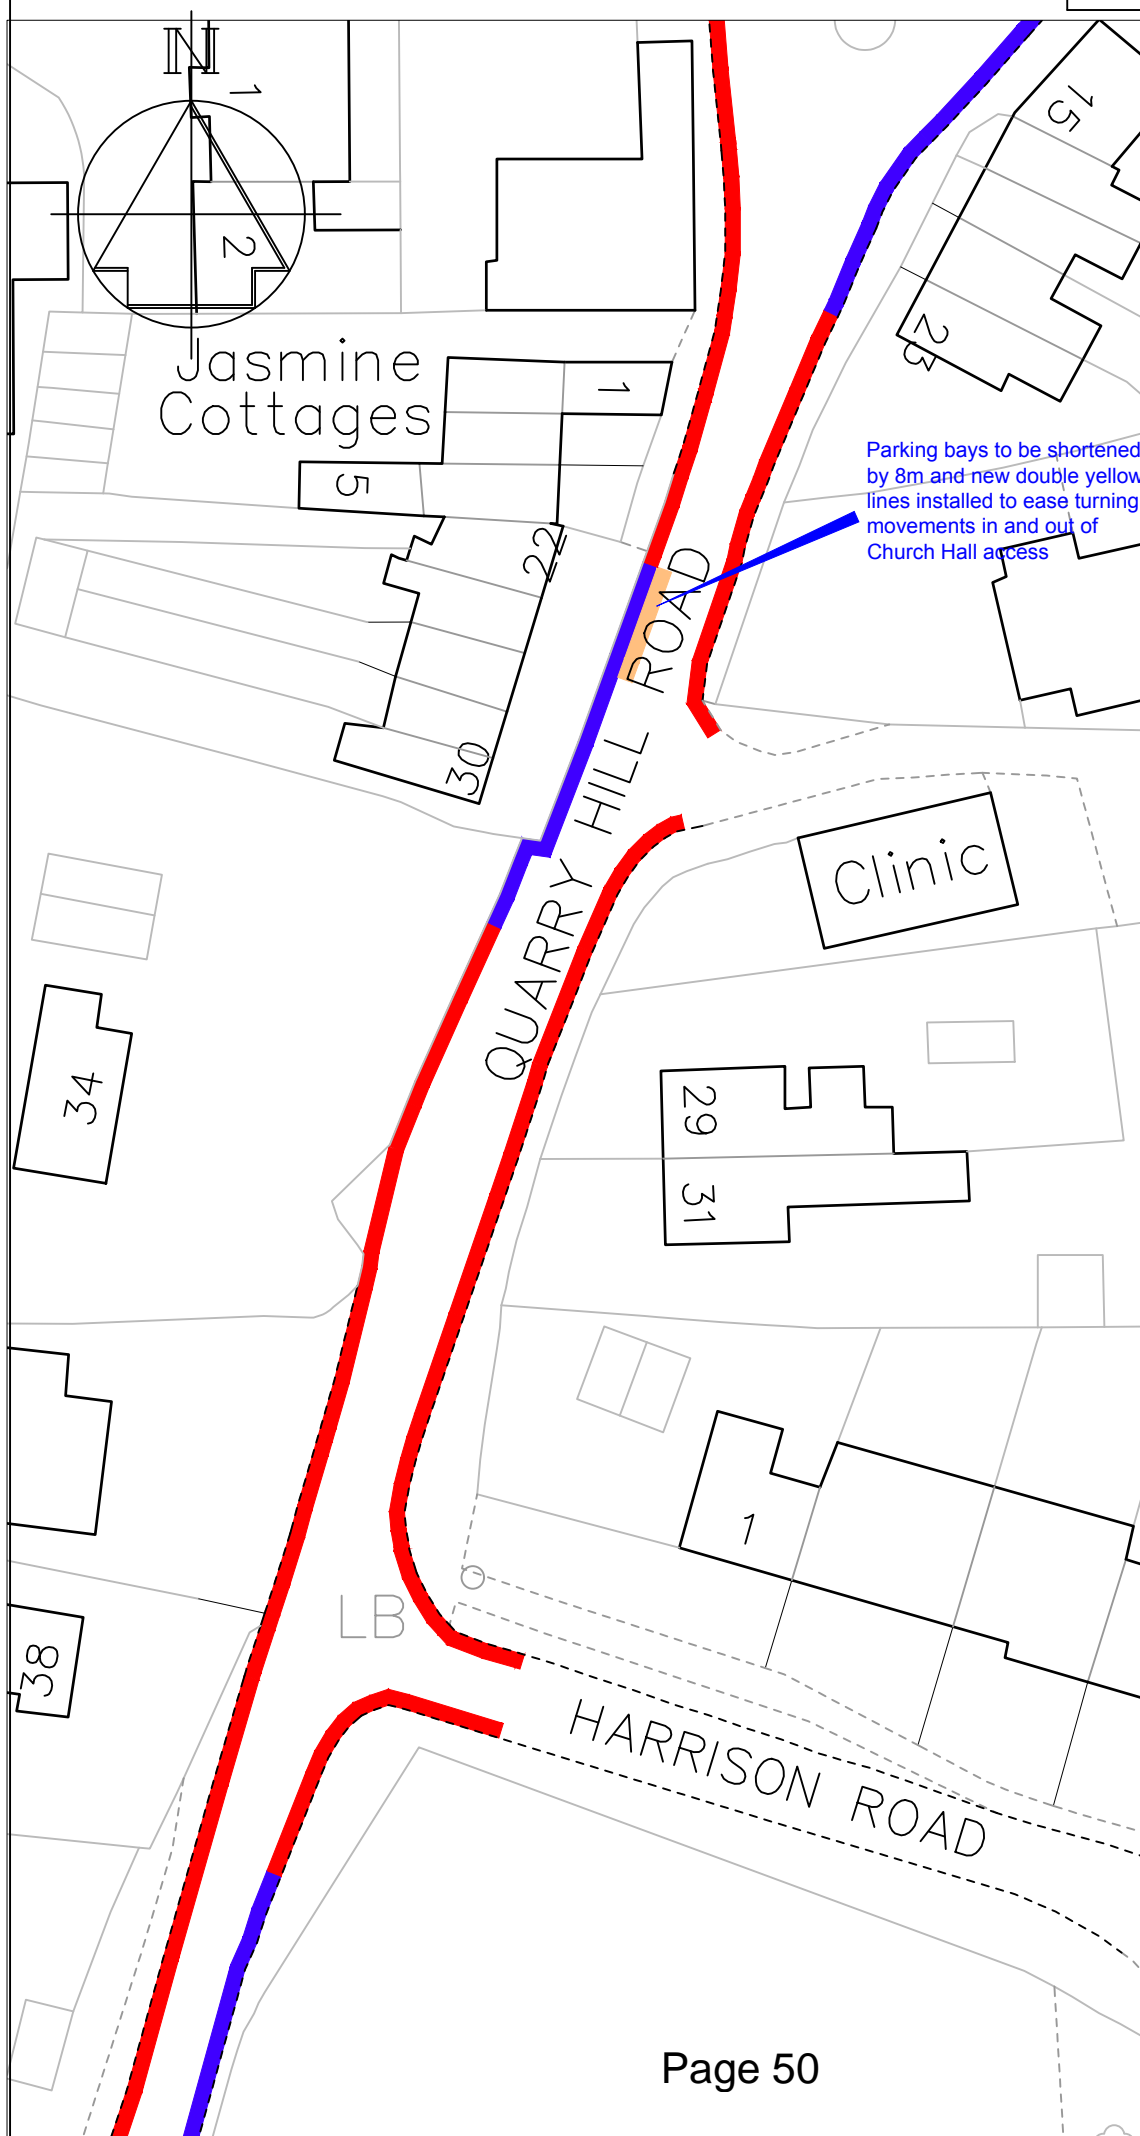 N
1
2
15
23
Jasmine
Cottages
1
5
22
30
Parking bays to be shortened
by 8m and new double yellow
lines installed to ease turning
movements in and out of
Church Hall access
QUARRY HILL ROAD
Clinic
34
29
31
1
LB
38
HARRISON ROAD
Page 50